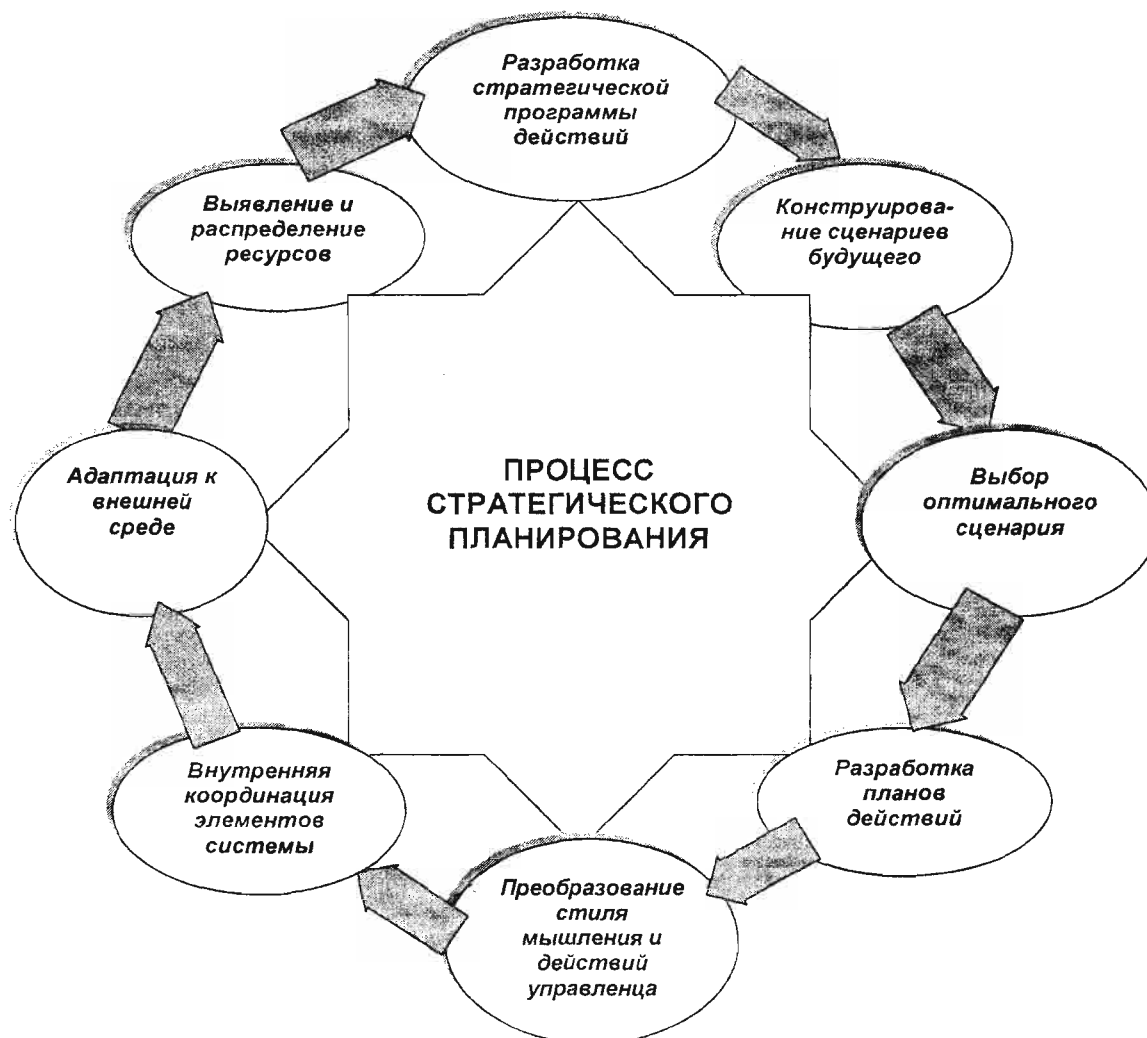 Разработка
стратегической
программы
действий
Выявление и
распределение
ресурсов
Конструирова-
ние сценариев
будущего
Адаптация к
внешней
среде
ПРОЦЕСС
СТРАТЕГИЧЕСКОГО
ПЛАНИРОВАНИЯ
Выбор
оптимального
сценария
Внутренняя
координация
элементов
системы
Разработка
планов
действий
Преобразование
стиля
мышления и
действий
управленца